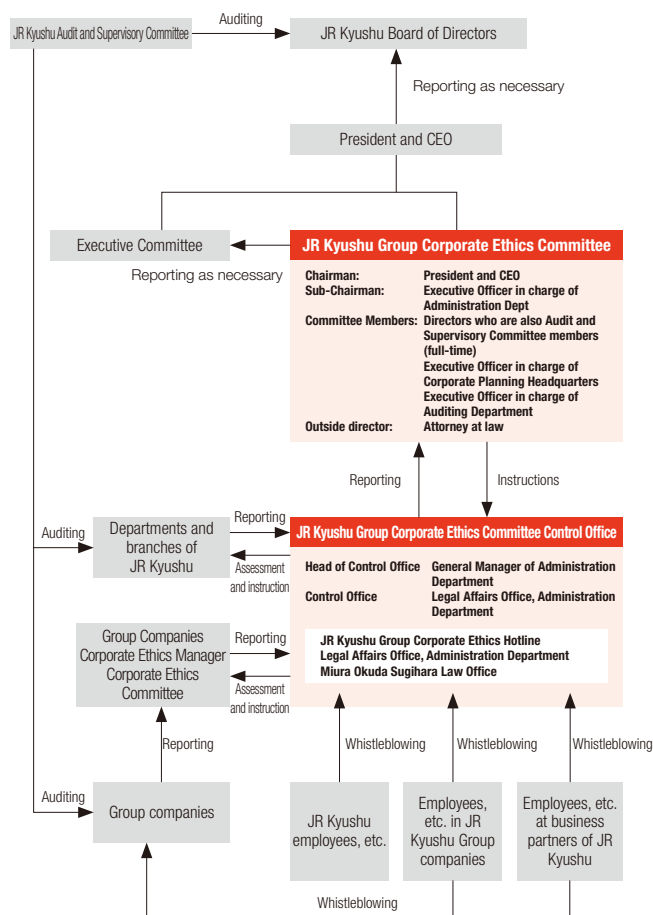 JR Kyushu Audit and Supervisory Committee
Auditing
JR Kyushu Board of Directors
Reporting as necessary
President and CEO
Executive Committee
Reporting as necessary
JR Kyushu Group Corporate Ethics Committee
Chairman: President and CEO
Sub-Chairman: Executive Officer in charge of
Administration Dept
Committee Members: Directors who are also Audit and
Supervisory Committee members
(full-time)
Executive Officer in charge of
Corporate Planning Headquarters
Executive Officer in charge of
Auditing Department
Outside director: Attorney at law
Reporting
Instructions
Auditing
Departments and
branches of
JR Kyushu
Reporting
Assessment
and instruction
JR Kyushu Group Corporate Ethics Committee Control Office
Head of Control Office General Manager of Administration
Department
Control Office Legal Affairs Office, Administration
Department
JR Kyushu Group Corporate Ethics Hotline
Legal Affairs Office, Administration Department
Miura Okuda Sugihara Law Office
Group Companies
Corporate Ethics Manager
Corporate Ethics
Committee
Reporting
Assessment
and instruction
Reporting
Whistleblowing
Whistleblowing
Whistleblowing
Auditing
Group companies
JR Kyushu
employees, etc.
Employees,
etc. in JR
Kyushu Group
companies
Employees, etc.
at business
partners of JR
Kyushu
Whistleblowing